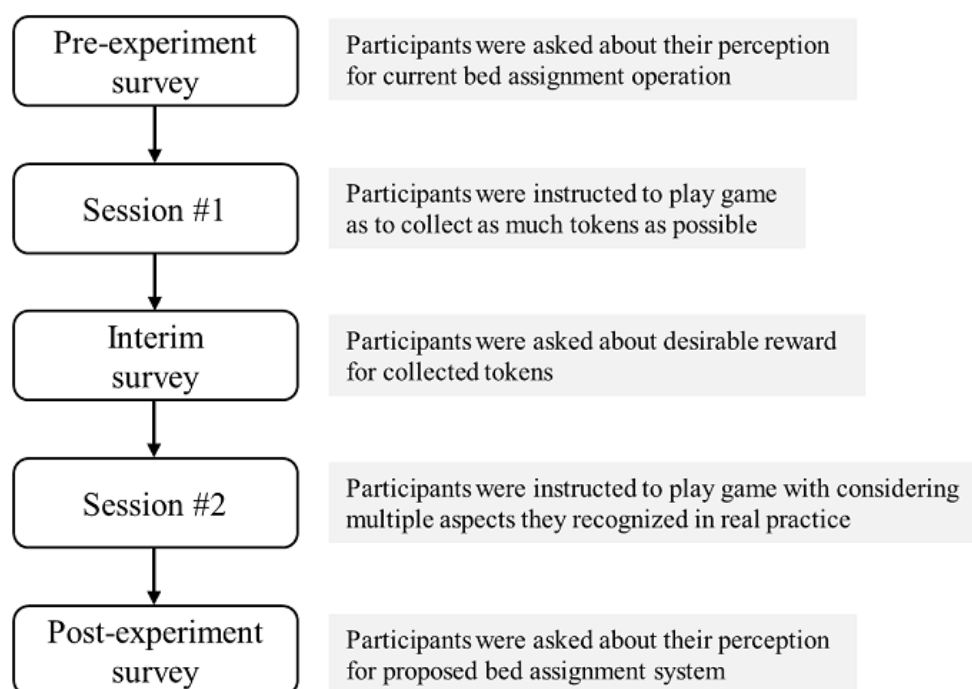 Pre-experiment
survey
Participants were asked about their perception
for current bed assignment operation
Session #1
Participants were instructed to play game
as to collect as much tokens as possible
Interim
survey
Participants were asked about desirable reward
for collected tokens
Session #2
Participants were instructed to play game with considering
multiple aspects they recognized in real practice
Post-experiment
survey
Participants were asked about their perception
for proposed bed assignment system